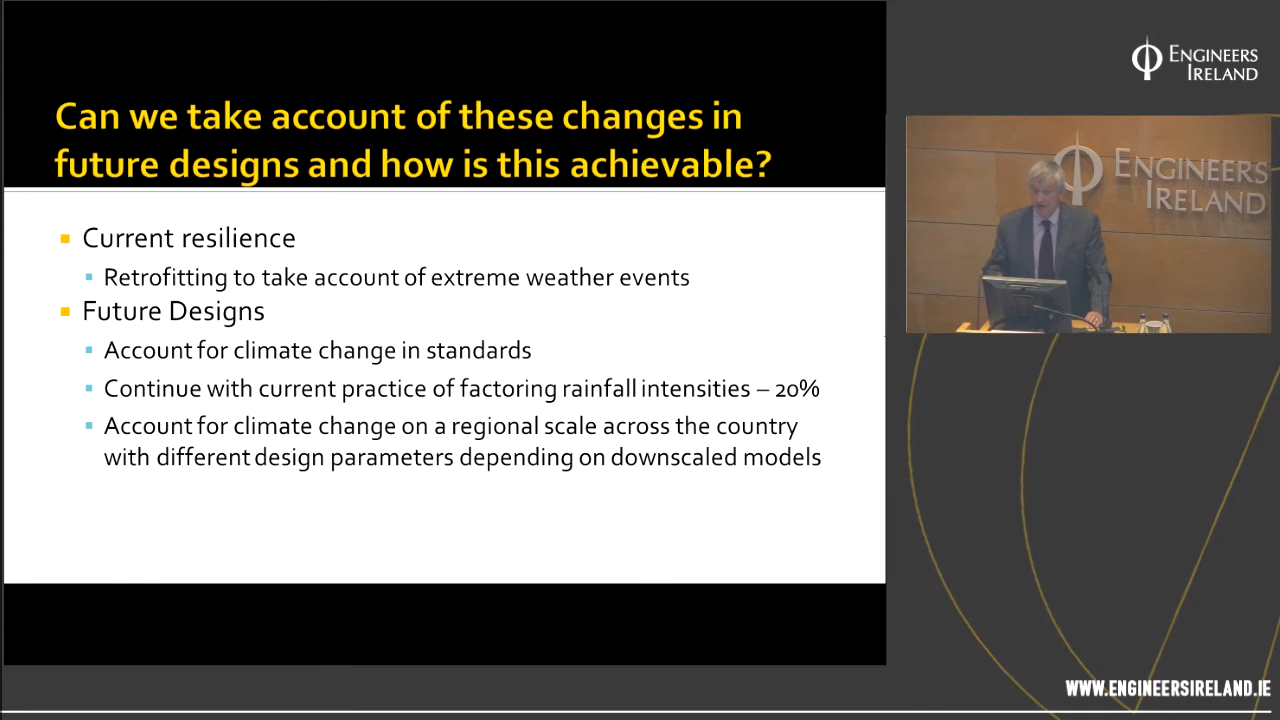 Can we take account of these changes in
future designs and how is this achievable?
Current resilience
Retrofitting to take account of extreme weather events
Future Designs
Account for climate change in standards
Continue with current practice of factoring rainfall intensities – 20%
Account for climate change on a regional scale across the country
with different design parameters depending on downscaled models
ENGINEERS
IRELAND
ENGINEERS
IRELAND
WWW.ENGINEERSIRELAND.IE